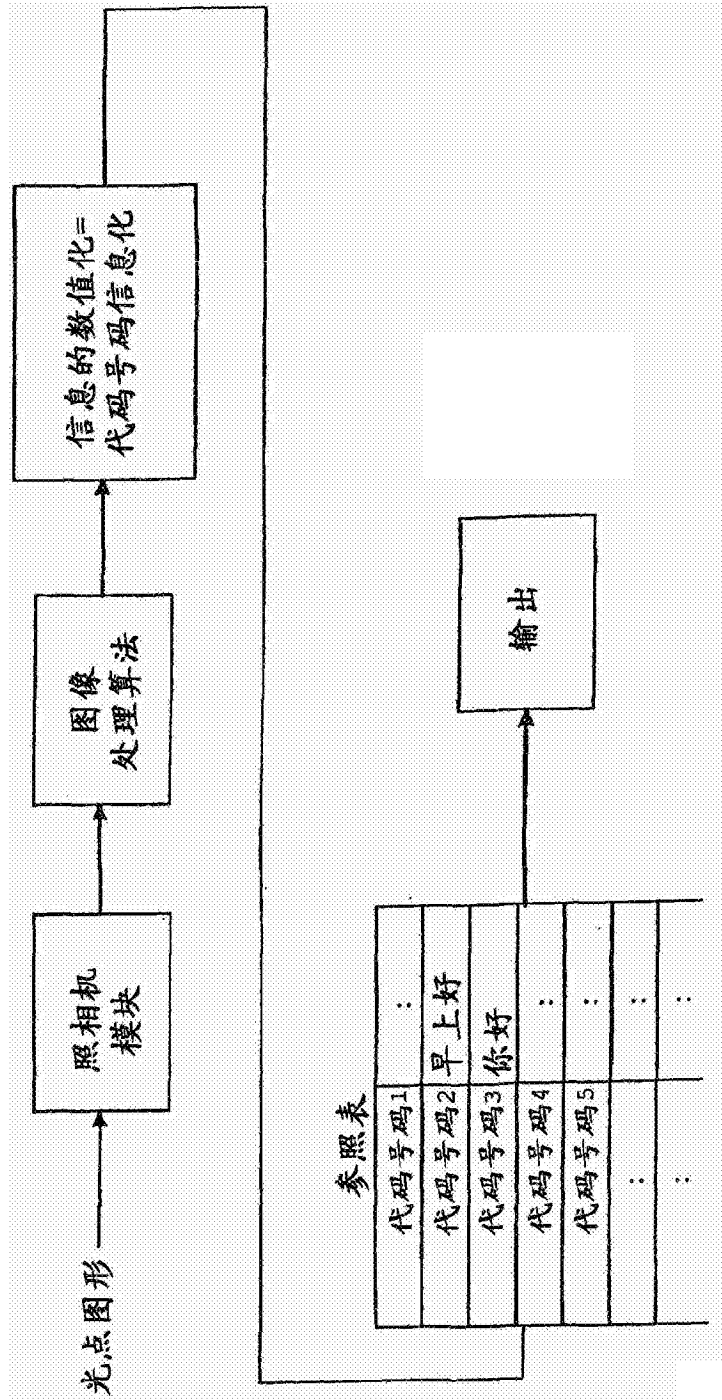 光点图形
照相机
模块
图像
处理算法
信息的数值化=
代码号码信息化
参照表
代码号码1 :
代码号码2 早上好
代码号码3 你好
代码号码4 :
代码号码5 :
: :
: :
输出